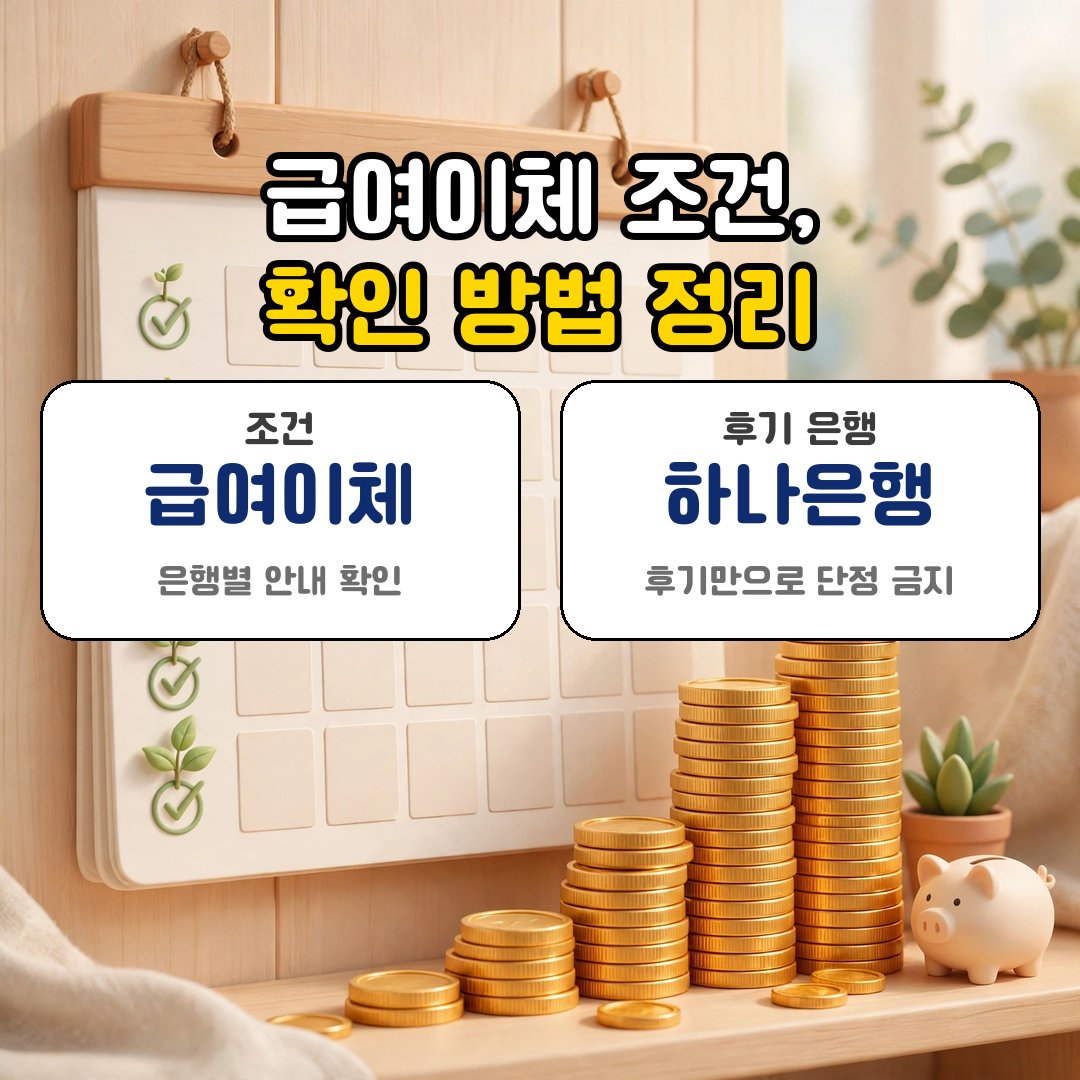 급여이체 조건,
확인 방법 정리
조건
급여이체
은행별 안내 확인
후기 은행
하나은행
후기만으로 단정 금지